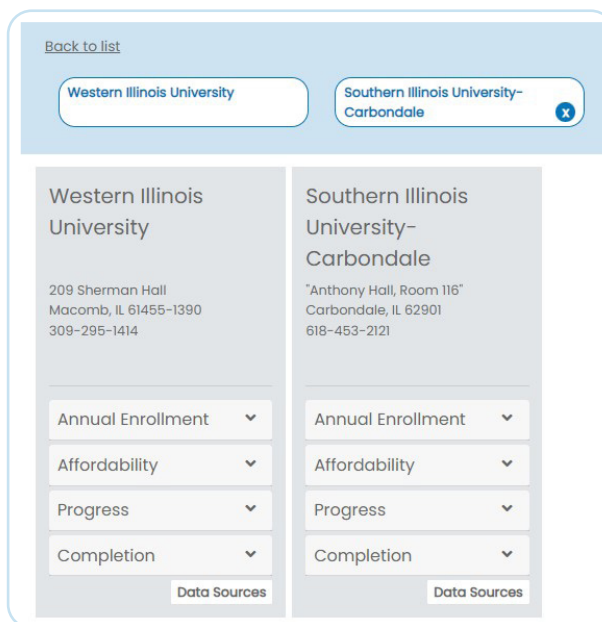 Back to list
Western Illinois University
Southern Illinois University-
Carbondale
x
Western Illinois
University
209 Sherman Hall
Macomb, IL 61455-1390
309-295-1414
Annual Enrollment
Affordability
Progress
Completion
Data Sources
Southern Illinois
University-
Carbondale
"Anthony Hall, Room 116"
Carbondale, IL 62901
618-453-2121
Annual Enrollment
Affordability
Progress
Completion
Data Sources